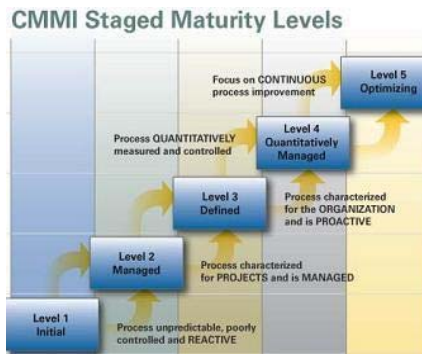 CMMI Staged Maturity Levels
Focus on CONTINUOUS
process improvement
Level 5
Optimizing
Process QUANTITATIVELY
measured and controlled
Level 4
Quantitatively
Managed
Level 3
Defined
Process characterized
for the ORGANIZATION
and is PROACTIVE
Level 2
Managed
Process characterized
for PROJECTS and is MANAGED
Level 1
Initial
Process unpredictable, poorly
controlled and REACTIVE